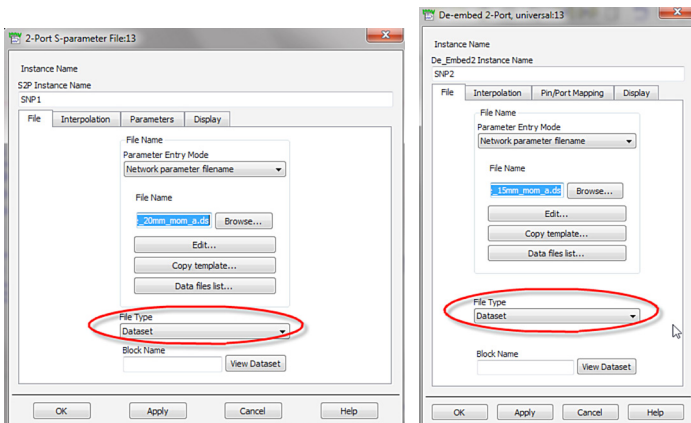 2-Port S-parameter File:13
Instance Name
S2P Instance Name
SNP1
File Interpolation Parameters Display
File Name
Parameter Entry Mode
Network parameter filename
File Name
_20mm_mom_a.ds Browse...
Edit...
Copy template...
Data files list...
File Type
Dataset
Block Name
View Dataset
OK Apply Cancel Help
De-embed 2-Port, universal:13
Instance Name
De_Embed2 Instance Name
SNP2
File Interpolation Pin/Port Mapping Display
File Name
Parameter Entry Mode
Network parameter filename
File Name
_15mm_mom_a.ds Browse...
Edit...
Copy template...
Data files list...
File Type
Dataset
Block Name
View Dataset
OK Apply Cancel Help